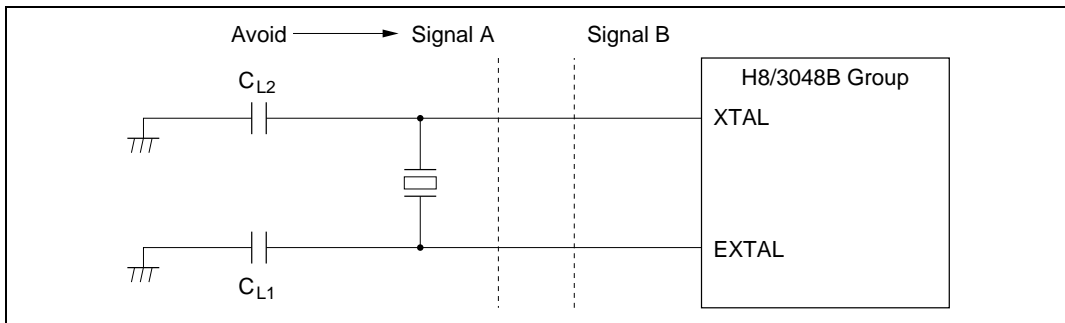 Avoid Signal A Signal B
H8/3048B Group
CL2
XTAL
EXTAL
CL1